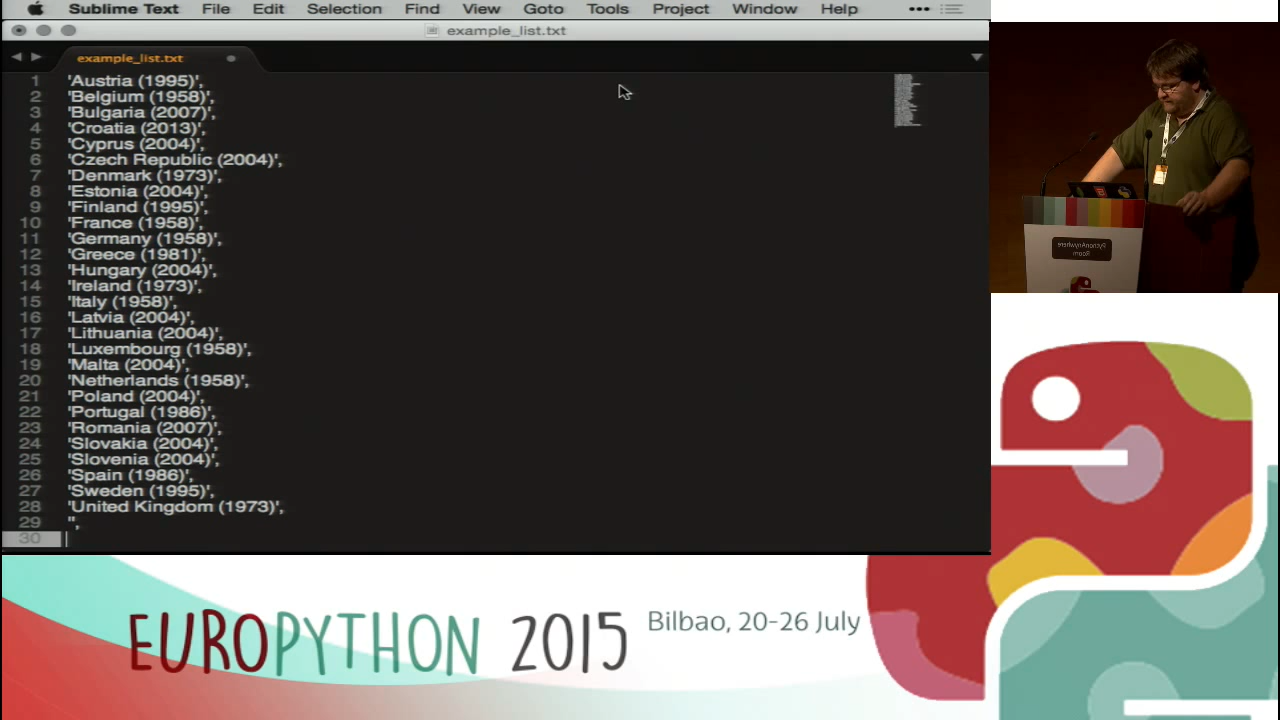 Sublime Text File Edit Selection Find View Goto Tools Project Window Help •••
example_list.txt
example_list.txt
1 'Austria (1995)',
2 'Belgium (1958)',
3 'Bulgaria (2007)',
4 'Croatia (2013)',
5 'Cyprus (2004)',
6 'Czech Republic (2004)',
7 'Denmark (1973)',
8 'Estonia (2004)',
9 'Finland (1995)',
10 'France (1958)',
11 'Germany (1958)',
12 'Greece (1981)',
13 'Hungary (2004)',
14 'Ireland (1973)',
15 'Italy (1958)',
16 'Latvia (2004)',
17 'Lithuania (2004)',
18 'Luxembourg (1958)',
19 'Malta (2004)',
20 'Netherlands (1958)',
21 'Poland (2004)',
22 'Portugal (1986)',
23 'Romania (2007)',
24 'Slovakia (2004)',
25 'Slovenia (2004)',
26 'Spain (1986)',
27 'Sweden (1995)',
28 'United Kingdom (1973)',
29 '',
30
PythonAnywhere
Room
EUROPYTHON 2015
Bilbao, 20-26 July